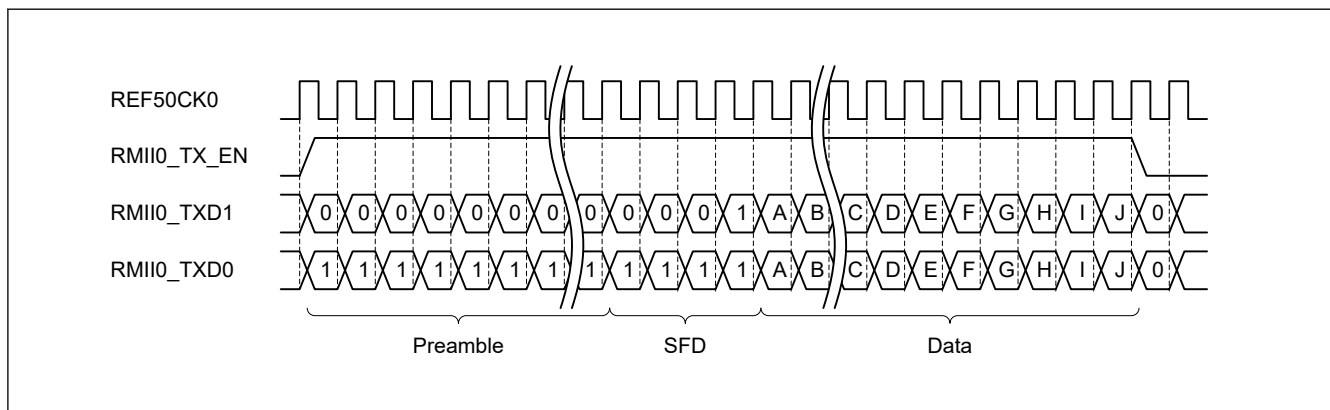 REF50CK0
RMII0_TX_EN
RMII0_TXD1 0 0 0 0 0 0 0 0 0 0 0 1 A B C D E F G H I J 0
RMII0_TXD0 1 1 1 1 1 1 1 1 1 1 1 1 A B C D E F G H I J 0
Preamble SFD Data